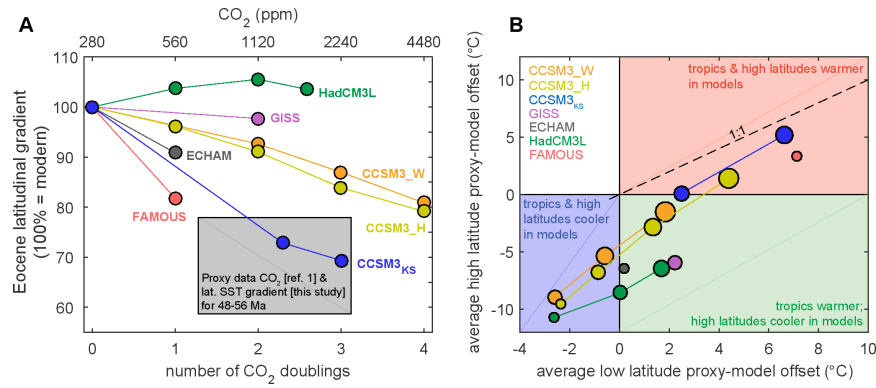 A
CO2 (ppm)
280 560 1120 2240 4480
Eocene latitudinal gradient
(100% = modern)
110
100
90
80
70
60
HadCM3L
GISS
ECHAM
CCSM3_W
FAMOUS
CCSM3_H
CCSM3KS
Proxy data CO2 [ref. 1] &
lat. SST gradient [this study]
for 48-56 Ma
0 1 2 3 4
number of CO2 doublings
B
average high latitude proxy-model offset (°C)
10
5
0
-5
-10
CCSM3_W
CCSM3_H
CCSM3KS
GISS
ECHAM
HadCM3L
FAMOUS
tropics & high latitudes warmer
in models
1:1
tropics & high
latitudes cooler
in models
tropics warmer;
high latitudes cooler in models
-4 -2 0 2 4 6 8 10
average low latitude proxy-model offset (°C)